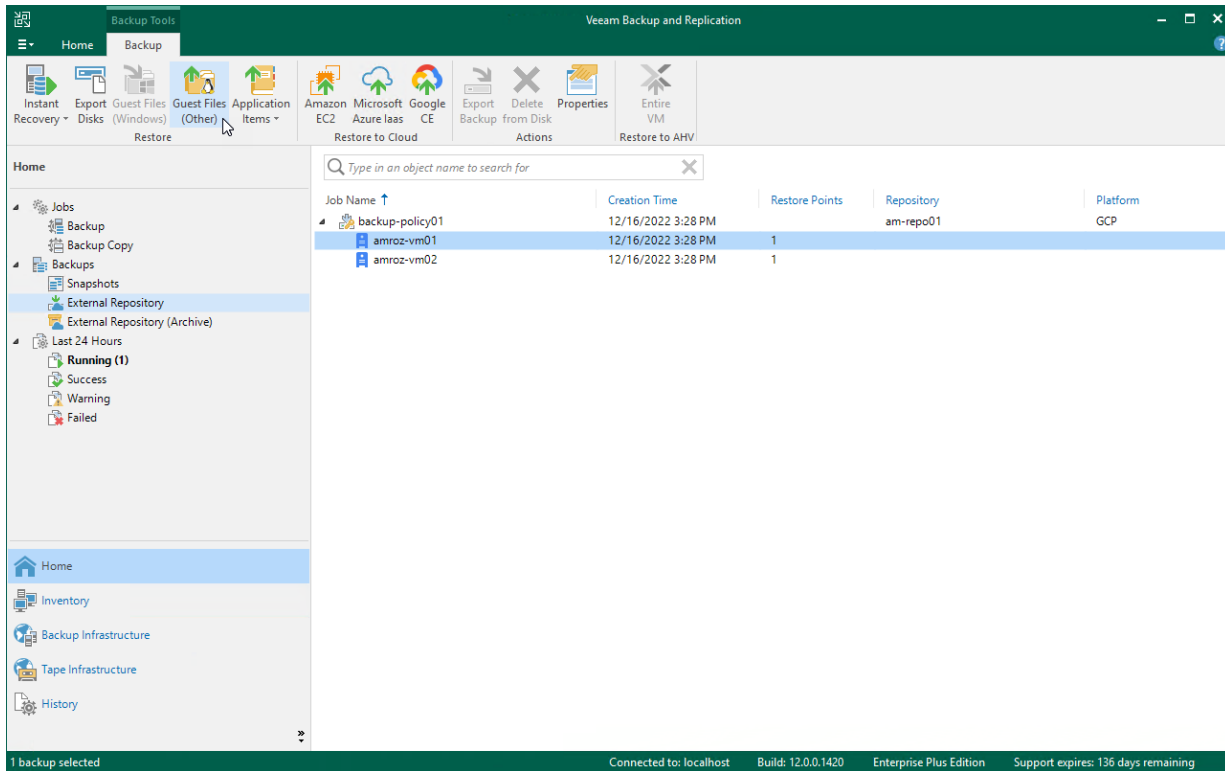 Backup Tools
Veeam Backup and Replication
Home Backup
Instant Recovery
Export Disks
Guest Files (Windows)
Guest Files (Other)
Application Items
Amazon EC2
Microsoft Azure Iaas
Google CE
Export Backup
Delete from Disk
Properties
Entire VM
Restore
Restore to Cloud
Actions
Restore to AHV
Home
Type in an object name to search for
Jobs
Backup
Backup Copy
Backups
Snapshots
External Repository
External Repository (Archive)
Last 24 Hours
Running (1)
Success
Warning
Failed
Job Name Creation Time Restore Points Repository Platform
backup-policy01 12/16/2022 3:28 PM am-repo01 GCP
amroz-vm01 12/16/2022 3:28 PM 1
amroz-vm02 12/16/2022 3:28 PM 1
Home
Inventory
Backup Infrastructure
Tape Infrastructure
History
1 backup selected Connected to: localhost Build: 12.0.0.1420 Enterprise Plus Edition Support expires: 136 days remaining